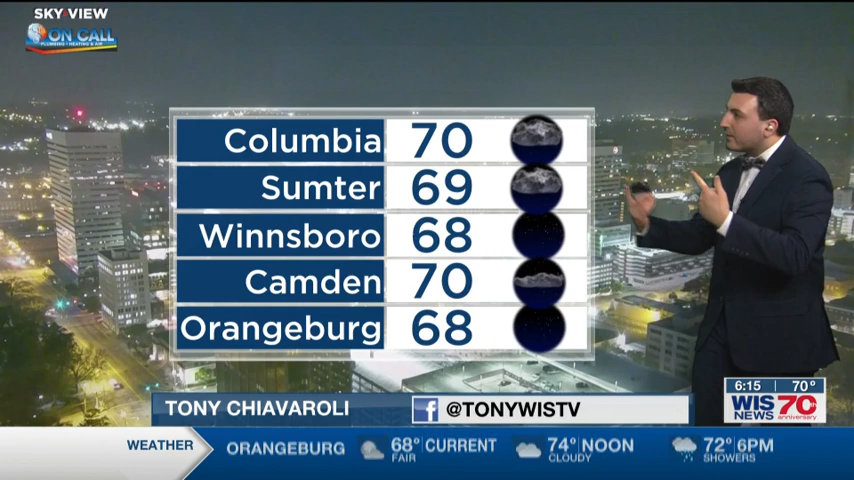 SKY VIEW
ON CALL
PLUMBING • HEATING & AIR
Columbia 70
Sumter 69
Winnsboro 68
Camden 70
Orangeburg 68
TONY CHIAVAROLI
f @TONYWISTV
6:15 70°
WIS NEWS 70th
anniversary
WEATHER
ORANGEBURG 68° CURRENT FAIR 74° NOON CLOUDY 72° 6PM SHOWERS